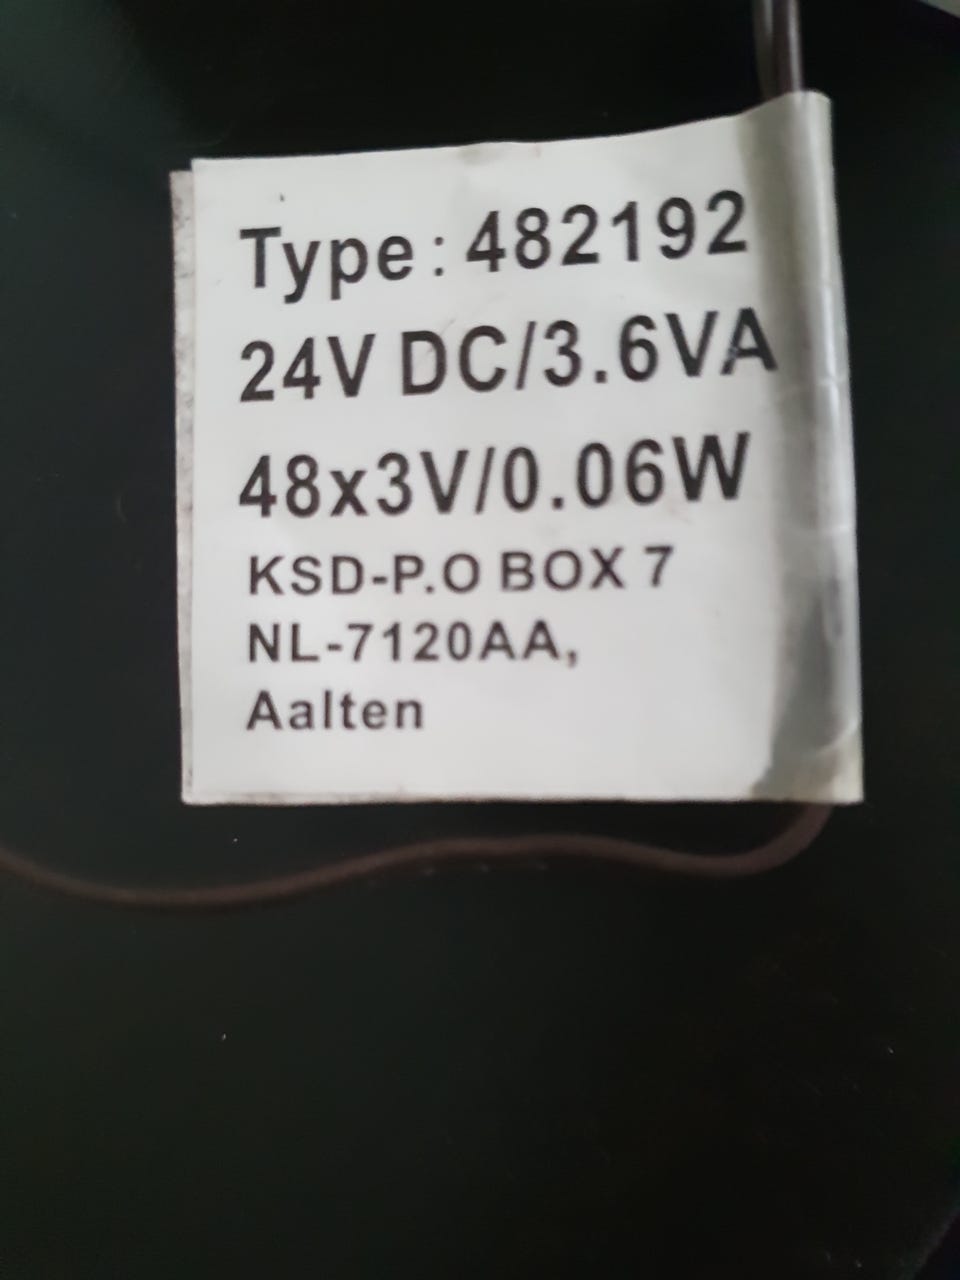 Type: 482192
24V DC/3.6VA
48x3V/0.06W
KSD-P.O BOX 7
NL-7120AA,
Aalten